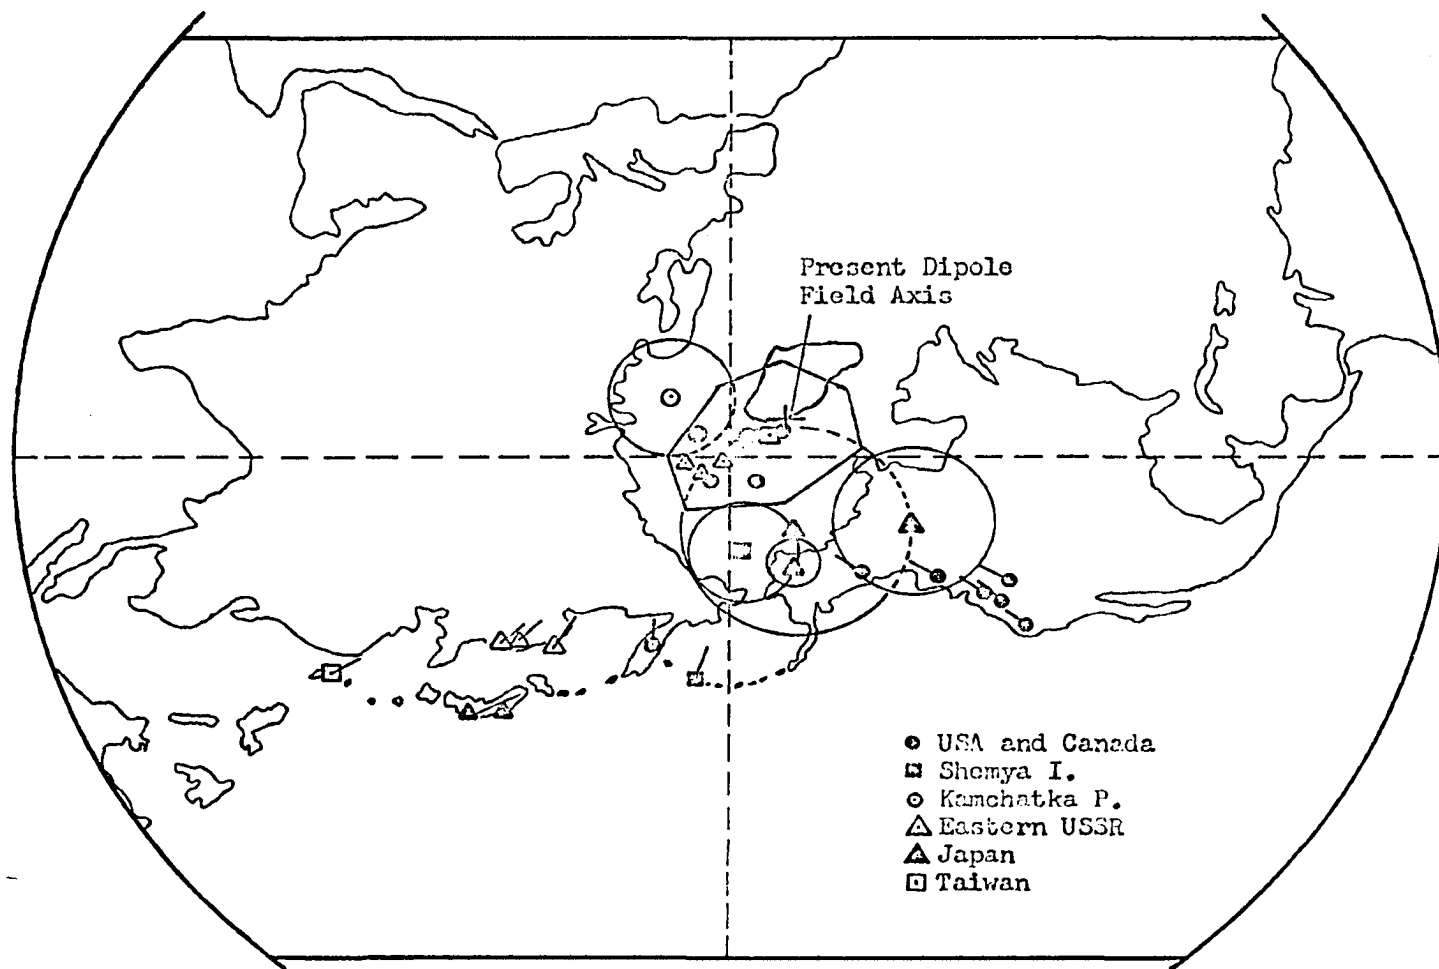 Present Dipole
Field Axis
USA and Canada
Shemya I.
Kamchatka P.
Eastern USSR
Japan
Taiwan